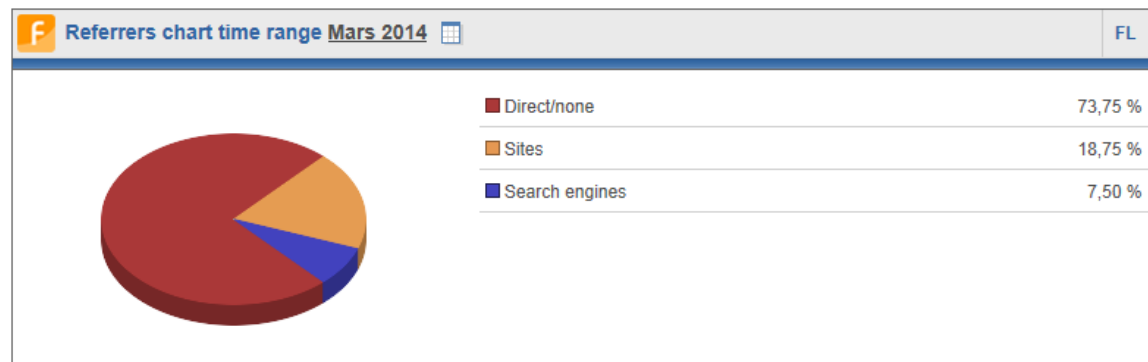 F Referrers chart time range Mars 2014 FL
Direct/none 73,75 %
Sites 18,75 %
Search engines 7,50 %